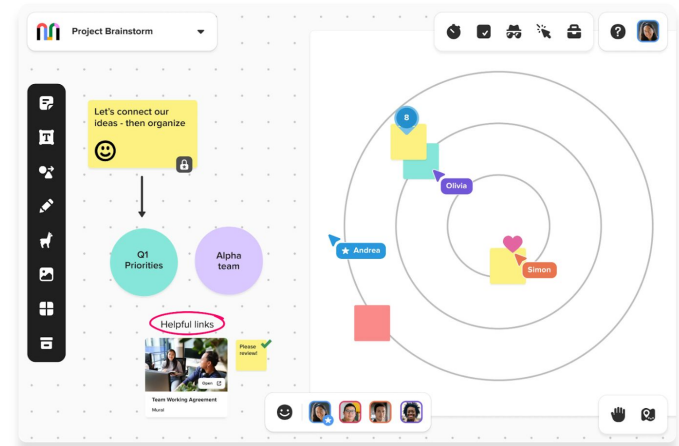 Project Brainstorm
Let's connect our
ideas - then organize
Q1
Priorities
Alpha
team
Helpful links
Please
review!
Open
Team Working Agreement
Mural
8
Olivia
Andrea
Simon
T
?